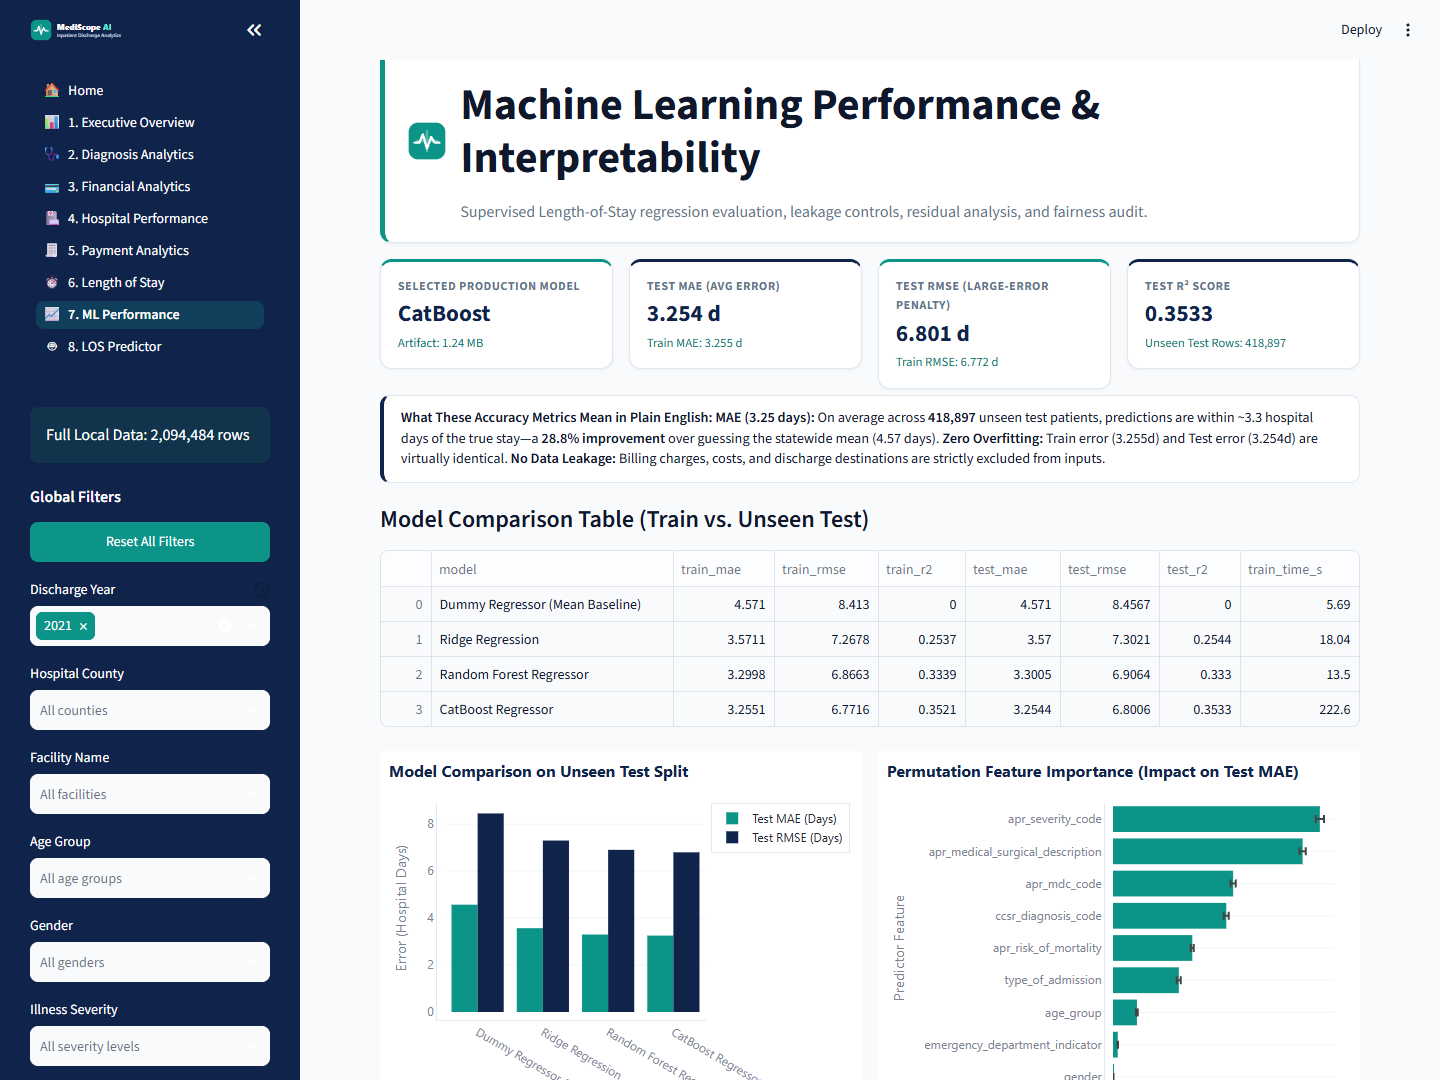 MediScope AI
Inpatient Discharge Analytics
Home
1. Executive Overview
2. Diagnosis Analytics
3. Financial Analytics
4. Hospital Performance
5. Payment Analytics
6. Length of Stay
7. ML Performance
8. LOS Predictor
Full Local Data: 2,094,484 rows
Global Filters
Reset All Filters
Discharge Year
2021 ×
Hospital County
All counties
Facility Name
All facilities
Age Group
All age groups
Gender
All genders
Illness Severity
All severity levels
Deploy
Machine Learning Performance &
Interpretability
Supervised Length-of-Stay regression evaluation, leakage controls, residual analysis, and fairness audit.
SELECTED PRODUCTION MODEL
CatBoost
Artifact: 1.24 MB
TEST MAE (AVG ERROR)
3.254 d
Train MAE: 3.255 d
TEST RMSE (LARGE-ERROR
PENALTY)
6.801 d
Train RMSE: 6.772 d
TEST R² SCORE
0.3533
Unseen Test Rows: 418,897
What These Accuracy Metrics Mean in Plain English: MAE (3.25 days): On average across 418,897 unseen test patients, predictions are within ~3.3 hospital
days of the true stay—a 28.8% improvement over guessing the statewide mean (4.57 days). Zero Overfitting: Train error (3.255d) and Test error (3.254d) are
virtually identical. No Data Leakage: Billing charges, costs, and discharge destinations are strictly excluded from inputs.
Model Comparison Table (Train vs. Unseen Test)
model train_mae train_rmse train_r2 test_mae test_rmse test_r2 train_time_s
0 Dummy Regressor (Mean Baseline) 4.571 8.413 0 4.571 8.4567 0 5.69
1 Ridge Regression 3.5711 7.2678 0.2537 3.57 7.3021 0.2544 18.04
2 Random Forest Regressor 3.2998 6.8663 0.3339 3.3005 6.9064 0.333 13.5
3 CatBoost Regressor 3.2551 6.7716 0.3521 3.2544 6.8006 0.3533 222.6
Model Comparison on Unseen Test Split
Test MAE (Days)
Test RMSE (Days)
Error (Hospital Days)
8
6
4
2
0
Dummy Regressor
Ridge Regression
Random Forest Re
CatBoost Regresso
Permutation Feature Importance (Impact on Test MAE)
Predictor Feature
apr_severity_code
apr_medical_surgical_description
apr_mdc_code
ccsr_diagnosis_code
apr_risk_of_mortality
type_of_admission
age_group
emergency_department_indicator
gender